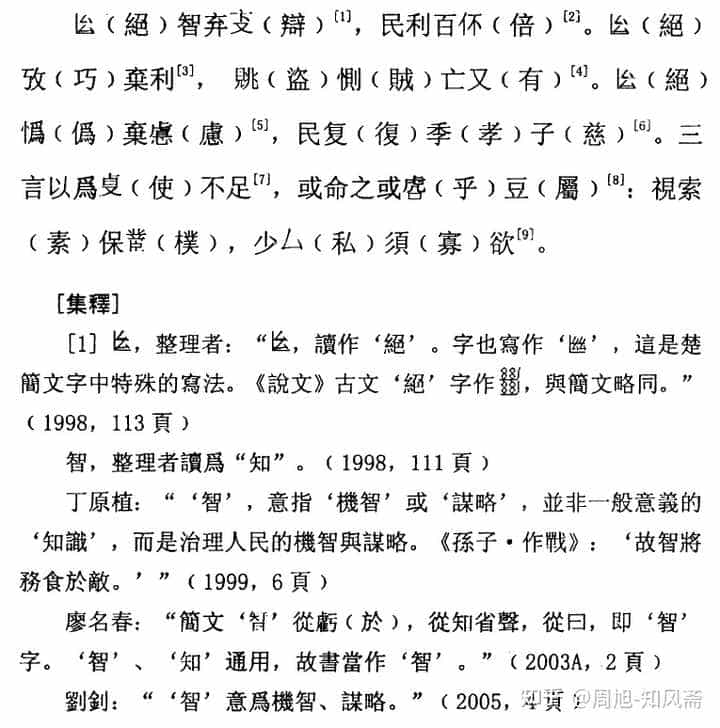 𢇍（絕）智弃𠭯（辯）[1]，民利百伓（倍）[2]。𢇍（絕）
攷（巧）棄利[3]，覜（盜）惻（賊）亡又（有）[4]。𢇍（絕）
㥋（僞）棄慮（慮）[5]，民复（復）季（孝）子（慈）[6]。三
言以爲（使）不足[7]，或命之或虖（乎）豆（屬）[8]：視索
（素）保（樸），少厶（私）須（寡）欲[9]。
[集釋]
[1]𢇍，整理者：“𢇍，讀作‘絕’。字也寫作‘’，這是楚
簡文字中特殊的寫法。《說文》古文‘絕’字作，與簡文略同。”
（1998，113頁）
智，整理者讀爲“知”。（1998，111頁）
丁原植：“‘智’，意指‘機智’或‘謀略’，並非一般意義的
‘知識’，而是治理人民的機智與謀略。《孫子·作戰》：‘故智將
務食於敵。’”（1999，6頁）
廖名春：“簡文‘’從虧（於），從知省聲，從曰，即‘智’
字。‘智’、‘知’通用，故書當作‘智’。”（2003A，2頁）
劉釗：“‘智’意爲機智、謀略。”（2005，4頁）
知乎 @周旭-知风斋